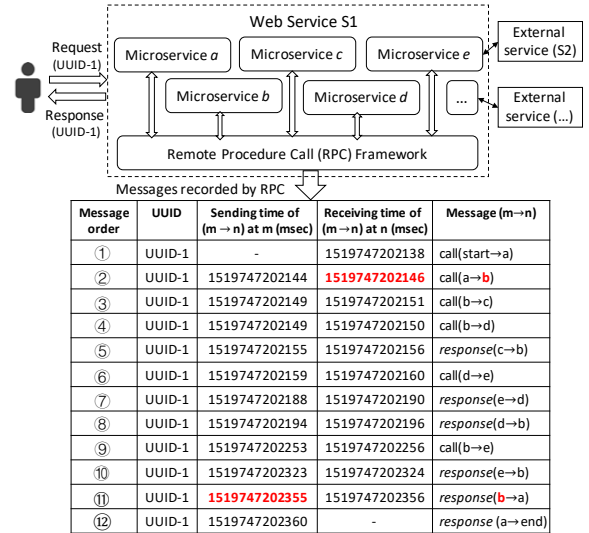 Web Service S1
Request
(UUID-1)
Response
(UUID-1)
Microservice a
Microservice c
Microservice e
Microservice b
Microservice d
...
External
service (S2)
External
service (...)
Remote Procedure Call (RPC) Framework
Messages recorded by RPC
Message order UUID Sending time of (m→n) at m (msec) Receiving time of (m→n) at n (msec) Message (m→n)
① UUID-1 - 1519747202138 call(start→a)
② UUID-1 1519747202144 1519747202146 call(a→b)
③ UUID-1 1519747202149 1519747202151 call(b→c)
④ UUID-1 1519747202149 1519747202150 call(b→d)
⑤ UUID-1 1519747202155 1519747202156 response(c→b)
⑥ UUID-1 1519747202159 1519747202160 call(d→e)
⑦ UUID-1 1519747202188 1519747202190 response(e→d)
⑧ UUID-1 1519747202194 1519747202196 response(d→b)
⑨ UUID-1 1519747202253 1519747202256 call(b→e)
⑩ UUID-1 1519747202323 1519747202324 response(e→b)
⑪ UUID-1 1519747202355 1519747202356 response(b→a)
⑫ UUID-1 1519747202360 - response (a→end)